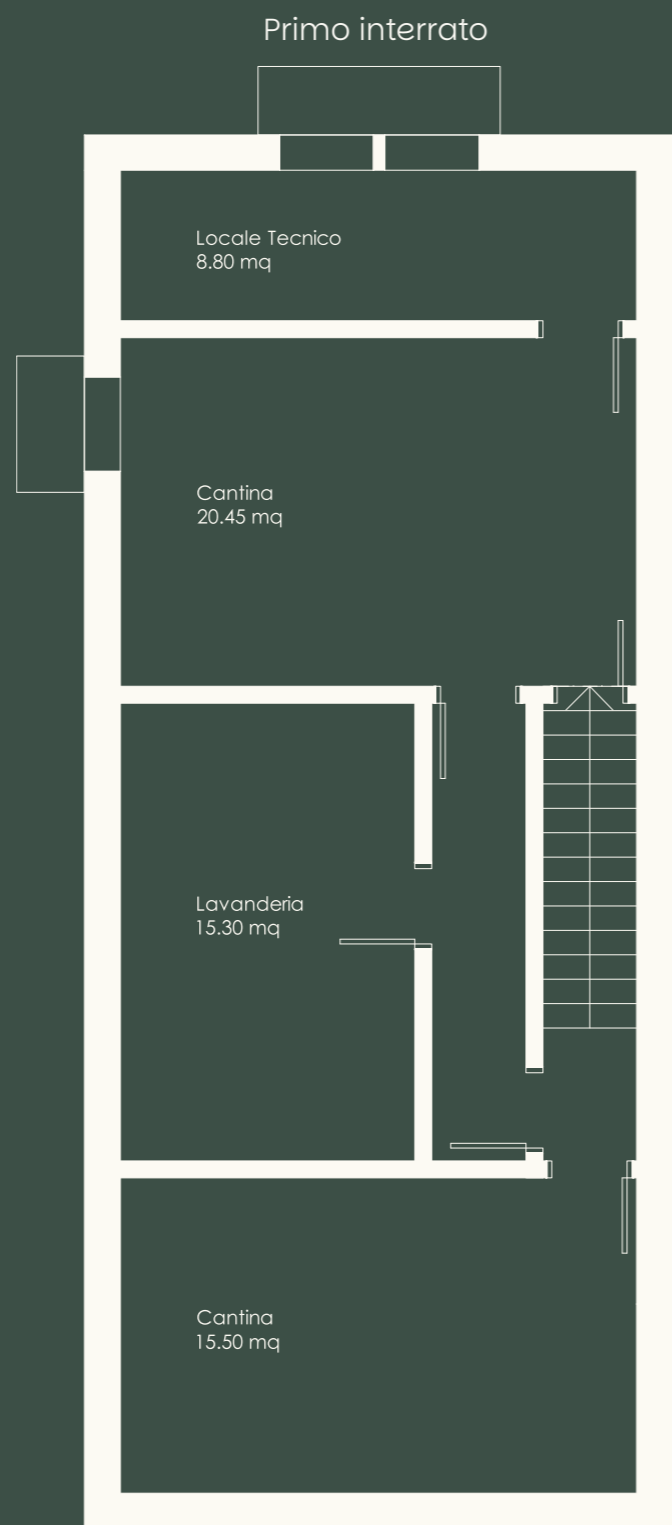 Primo interrato
Locale Tecnico
8.80 mq
Cantina
20.45 mq
Lavanderia
15.30 mq
Cantina
15.50 mq